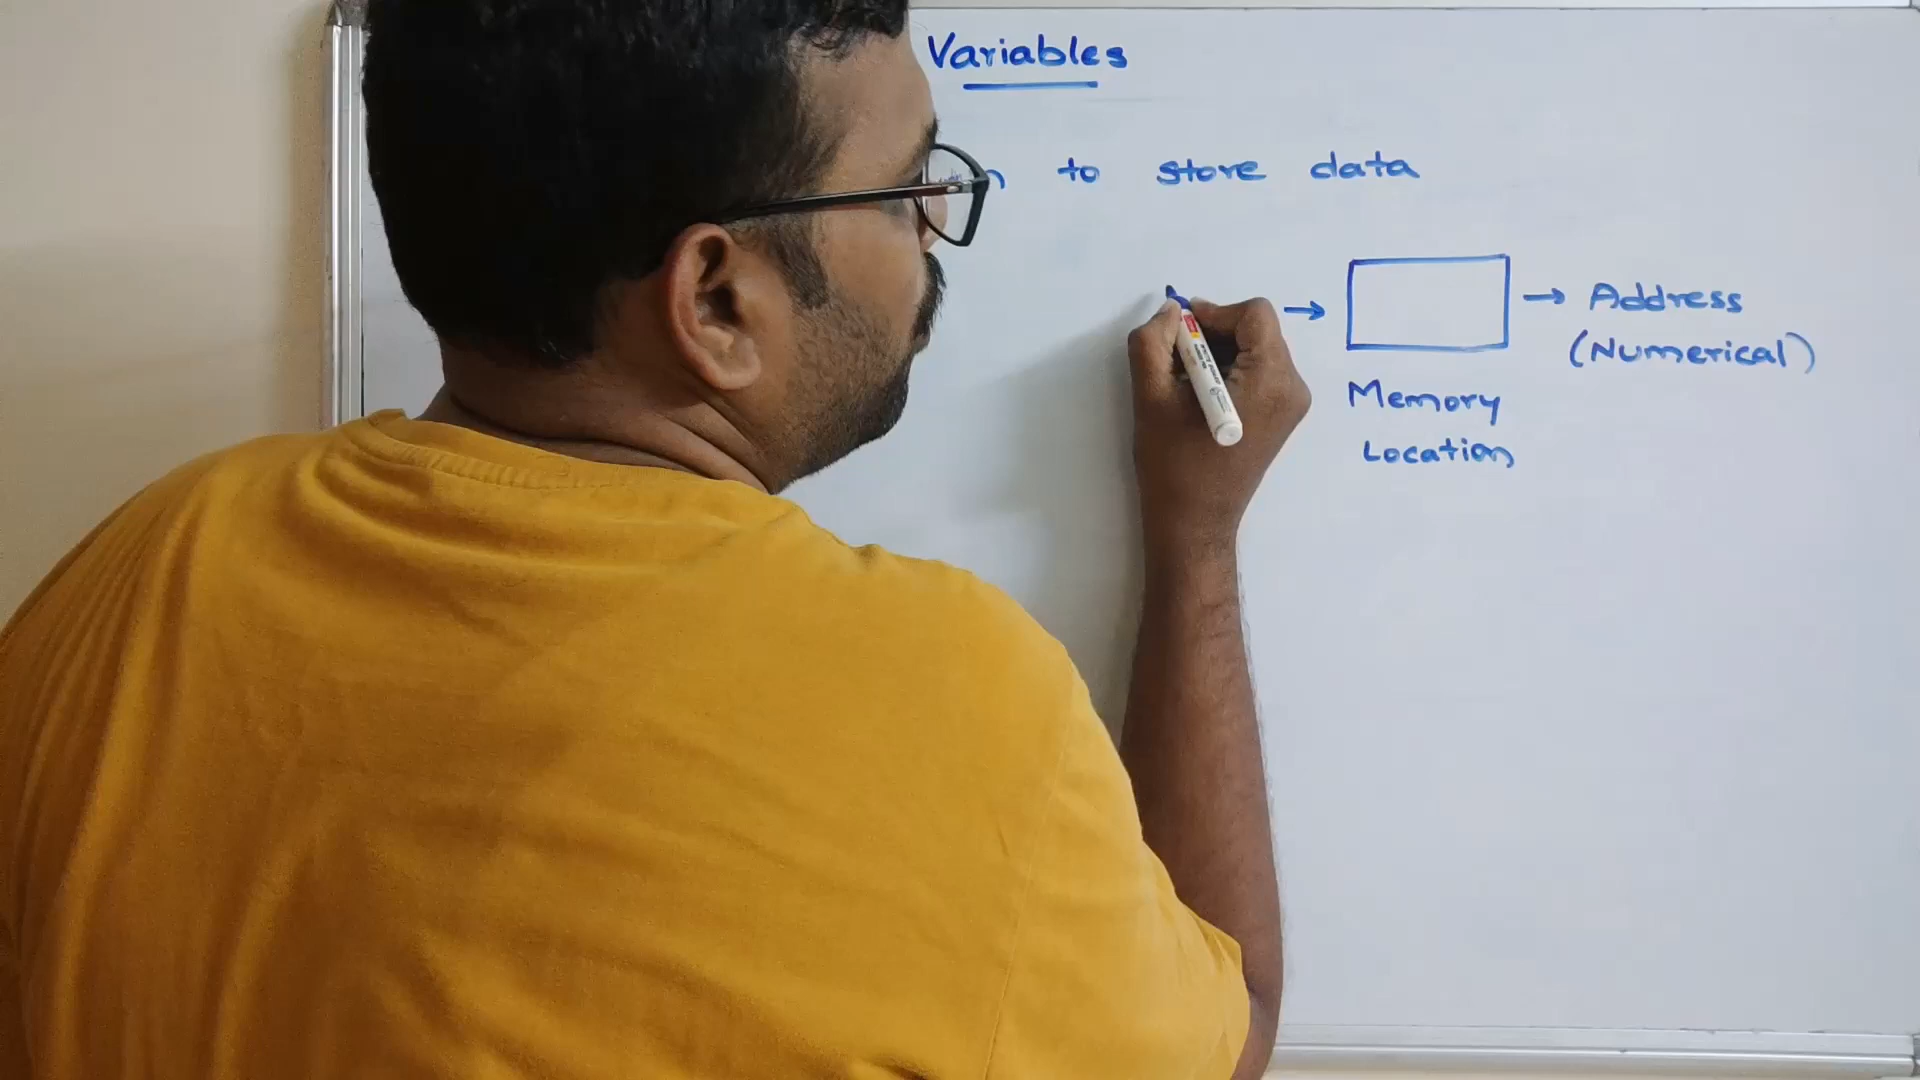 Variables
to store data
→ → Address
(Numerical)
Memory
Location